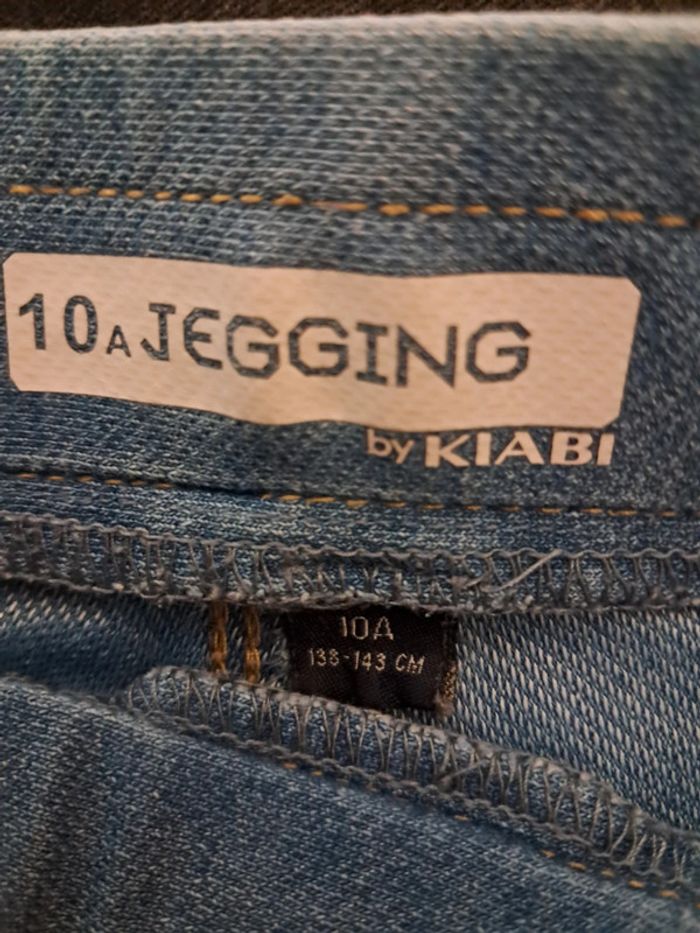 10A JEGGING
by KIABI
10A
138-143 CM